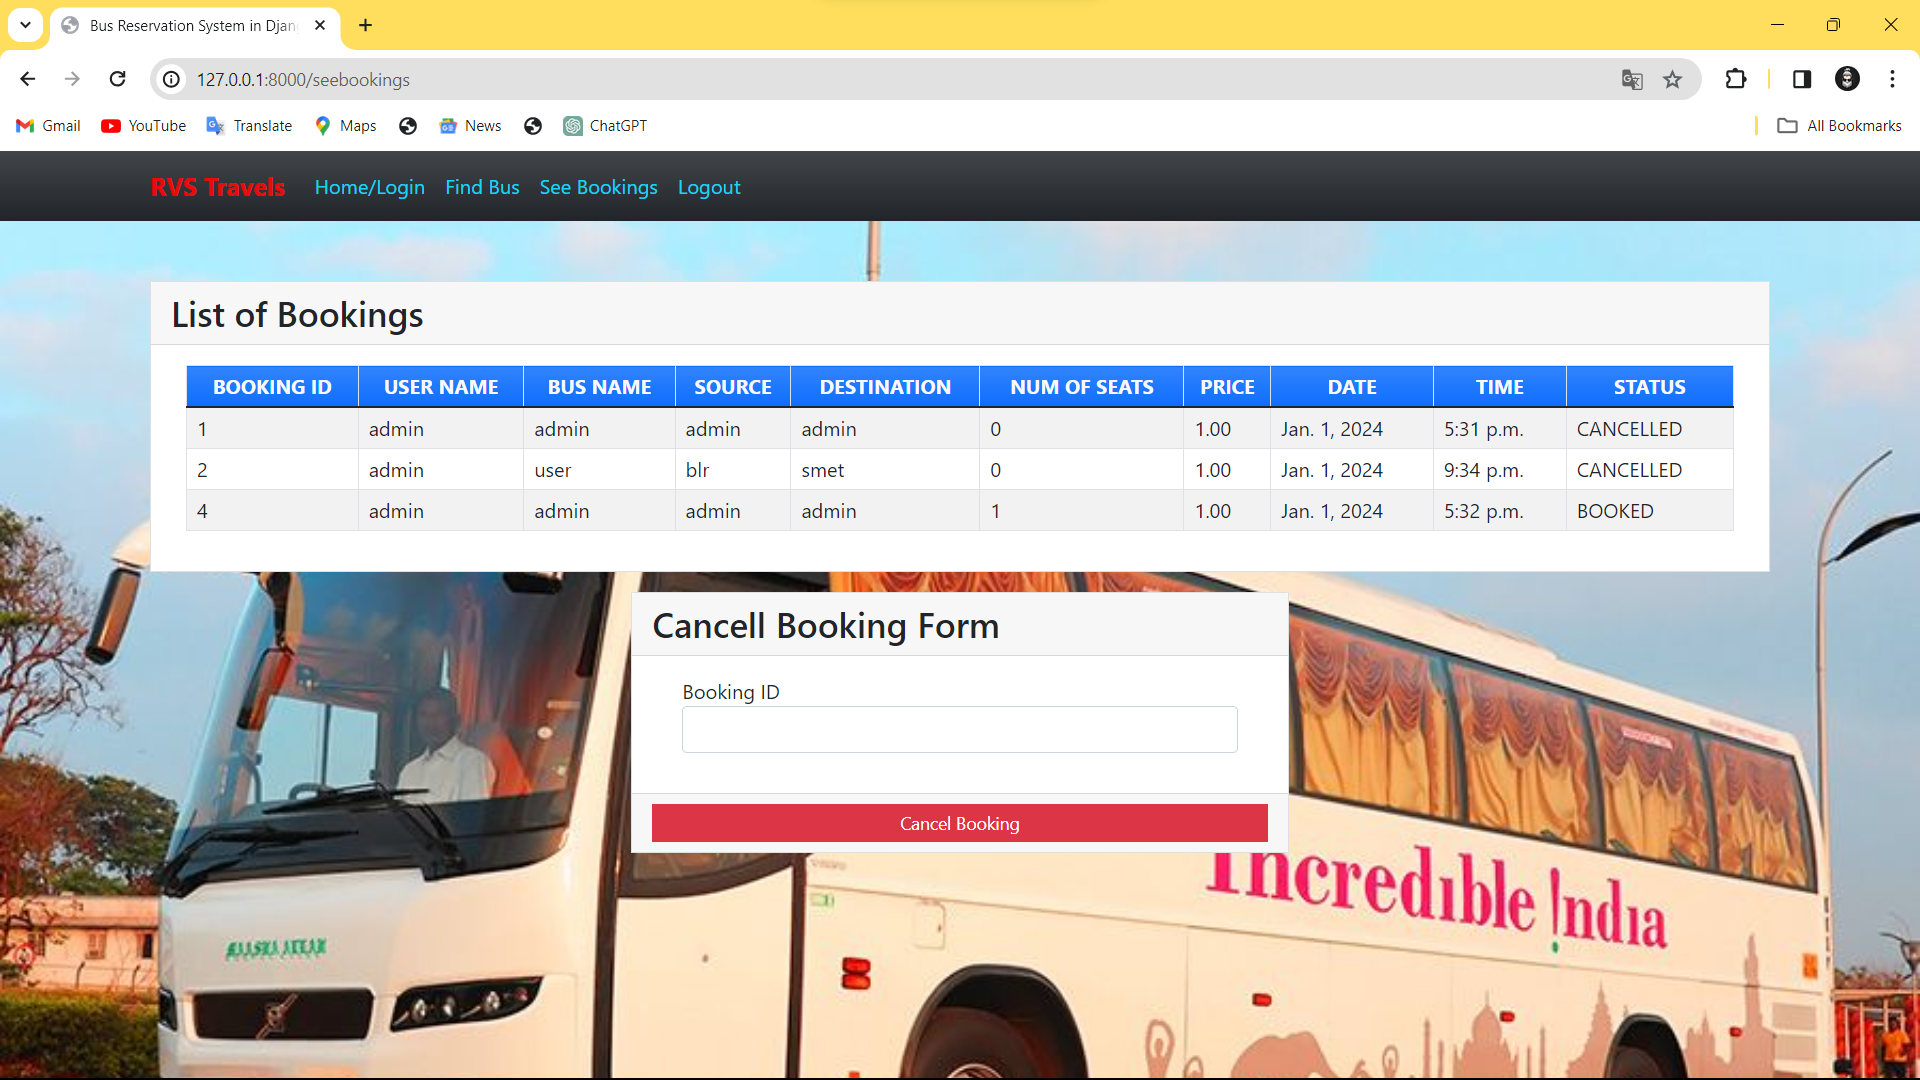 Bus Reservation System in Djan
127.0.0.1:8000/seebookings
Gmail YouTube Translate Maps News ChatGPT All Bookmarks
RVS Travels Home/Login Find Bus See Bookings Logout
List of Bookings
BOOKING ID USER NAME BUS NAME SOURCE DESTINATION NUM OF SEATS PRICE DATE TIME STATUS
1 admin admin admin admin 0 1.00 Jan. 1, 2024 5:31 p.m. CANCELLED
2 admin user blr smet 0 1.00 Jan. 1, 2024 9:34 p.m. CANCELLED
4 admin admin admin admin 1 1.00 Jan. 1, 2024 5:32 p.m. BOOKED
Cancell Booking Form
Booking ID
Cancel Booking
Incredible !ndia